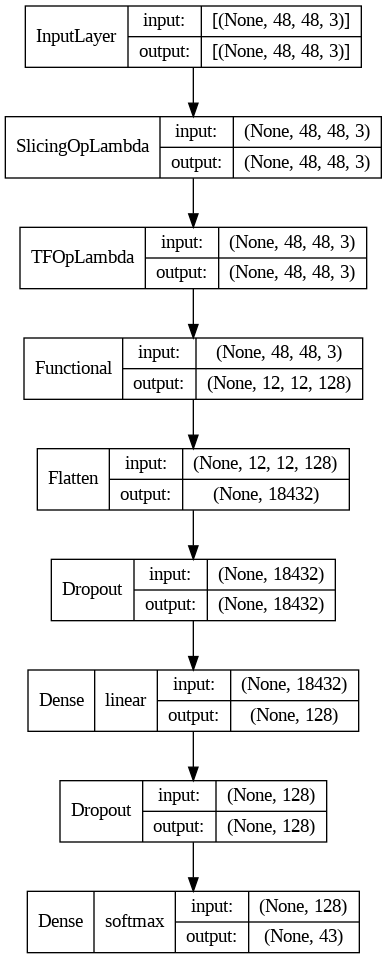 InputLayer input: [(None, 48, 48, 3)]
output: [(None, 48, 48, 3)]
SlicingOpLambda input: (None, 48, 48, 3)
output: (None, 48, 48, 3)
TFOpLambda input: (None, 48, 48, 3)
output: (None, 48, 48, 3)
Functional input: (None, 48, 48, 3)
output: (None, 12, 12, 128)
Flatten input: (None, 12, 12, 128)
output: (None, 18432)
Dropout input: (None, 18432)
output: (None, 18432)
Dense linear input: (None, 18432)
output: (None, 128)
Dropout input: (None, 128)
output: (None, 128)
Dense softmax input: (None, 128)
output: (None, 43)